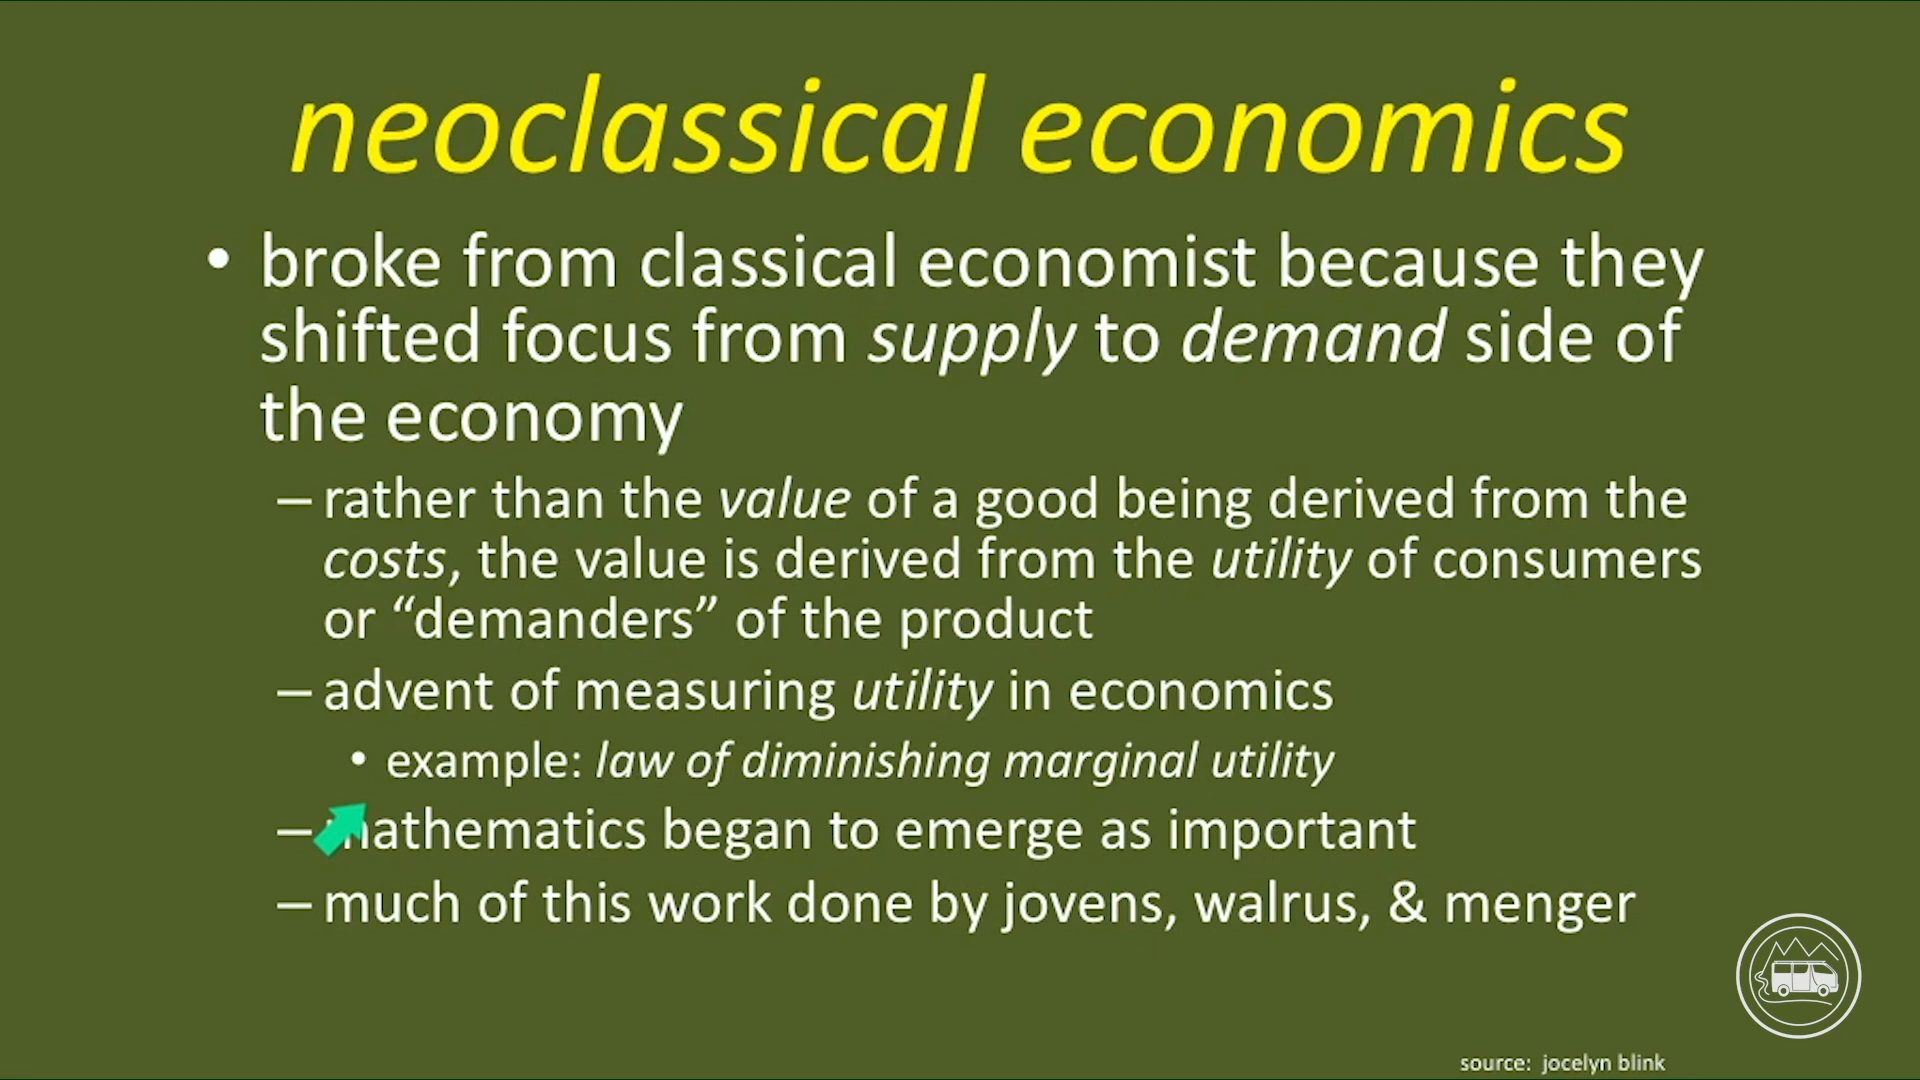 neoclassical economics
• broke from classical economist because they
shifted focus from supply to demand side of
the economy
– rather than the value of a good being derived from the
costs, the value is derived from the utility of consumers
or “demanders” of the product
– advent of measuring utility in economics
• example: law of diminishing marginal utility
– mathematics began to emerge as important
– much of this work done by jovens, walrus, & menger
source: jocelyn blink